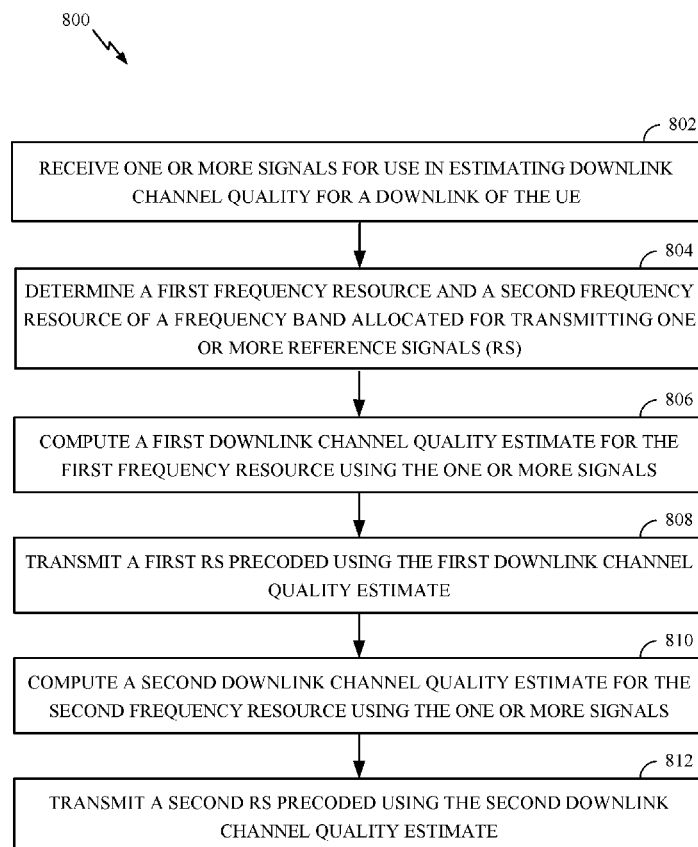 800
802
RECEIVE ONE OR MORE SIGNALS FOR USE IN ESTIMATING DOWNLINK
CHANNEL QUALITY FOR A DOWNLINK OF THE UE
804
DETERMINE A FIRST FREQUENCY RESOURCE AND A SECOND FREQUENCY
RESOURCE OF A FREQUENCY BAND ALLOCATED FOR TRANSMITTING ONE
OR MORE REFERENCE SIGNALS (RS)
806
COMPUTE A FIRST DOWNLINK CHANNEL QUALITY ESTIMATE FOR THE
FIRST FREQUENCY RESOURCE USING THE ONE OR MORE SIGNALS
808
TRANSMIT A FIRST RS PRECODED USING THE FIRST DOWNLINK CHANNEL
QUALITY ESTIMATE
810
COMPUTE A SECOND DOWNLINK CHANNEL QUALITY ESTIMATE FOR THE
SECOND FREQUENCY RESOURCE USING THE ONE OR MORE SIGNALS
812
TRANSMIT A SECOND RS PRECODED USING THE SECOND DOWNLINK
CHANNEL QUALITY ESTIMATE